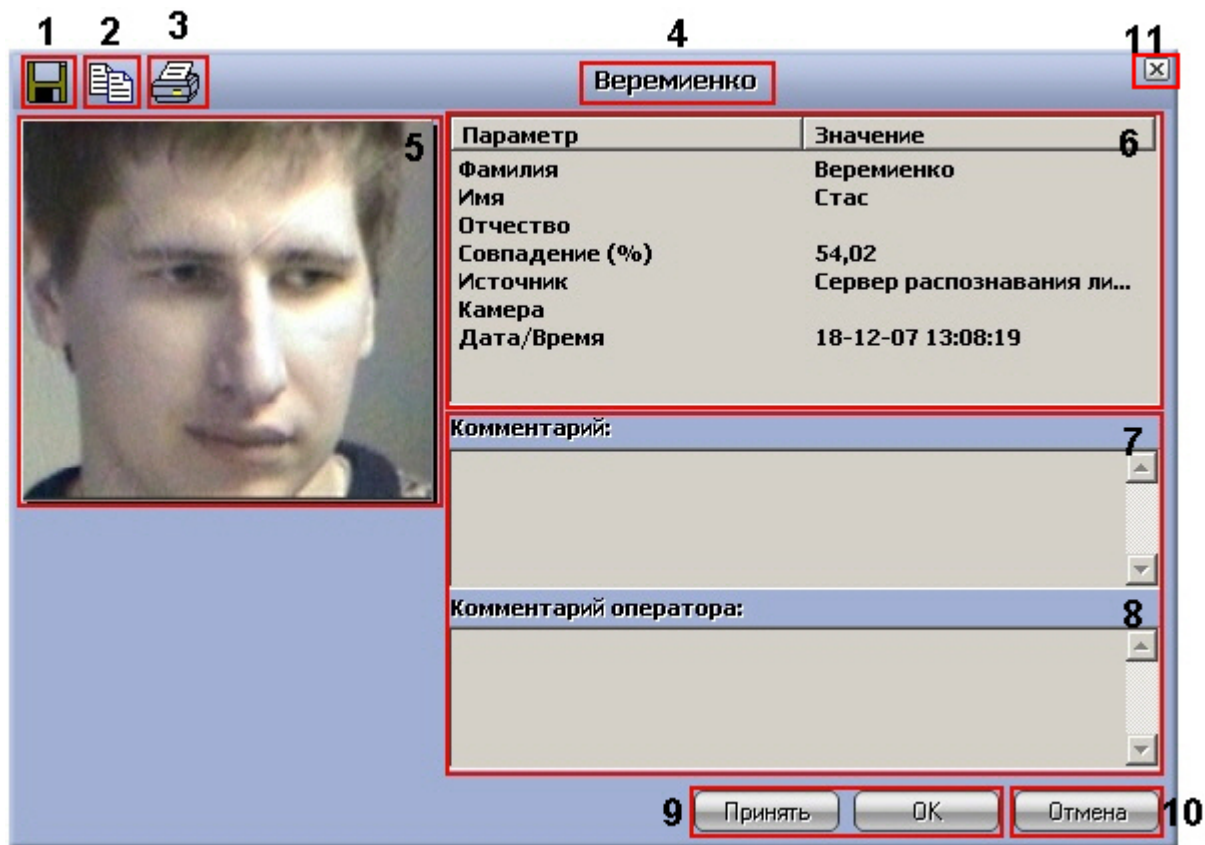 1 2 3 4 11
Веремиенко
5
Параметр Значение 6
Фамилия Веремиенко
Имя Стас
Отчество
Совпадение (%) 54,02
Источник Сервер распознавания ли...
Камера
Дата/Время 18-12-07 13:08:19
Комментарий: 7
Комментарий оператора: 8
9 Принять OK Отмена 10